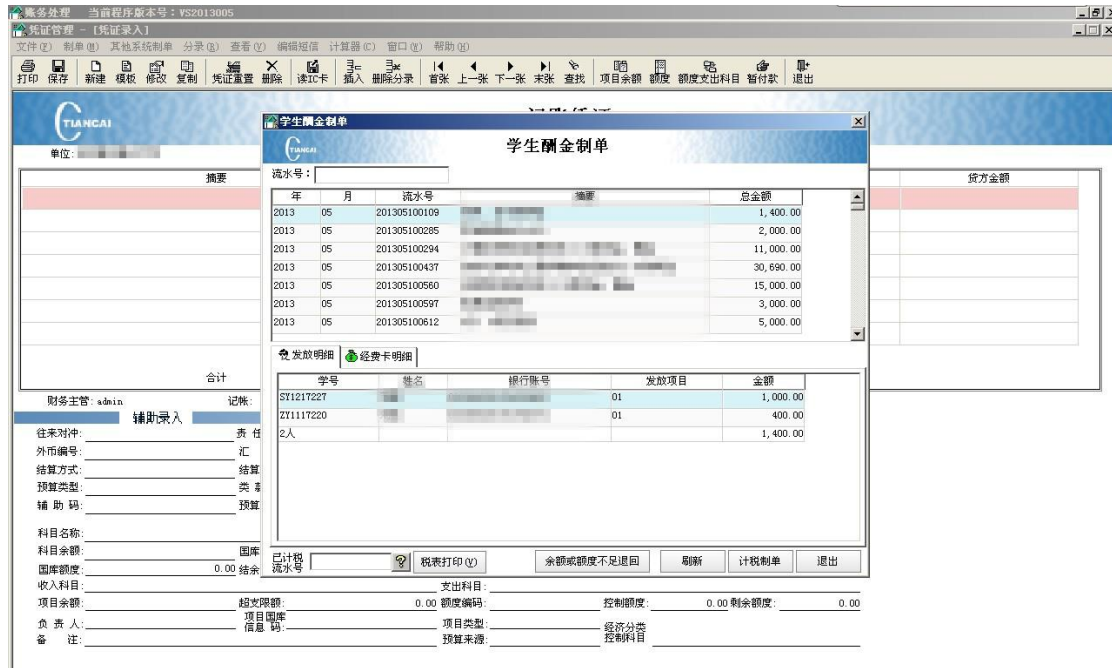 账务处理 当前程序版本号：VS2013005
凭证管理 - [凭证录入]
文件(F) 制单(M) 其他系统制单 分录(R) 查看(V) 编辑短信 计算器(C) 窗口(W) 帮助(H)
打印 保存 新建 模板 修改 复制 凭证重置 删除 读IC卡 插入 删除分录 首张 上一张 下一张 末张 查找 项目余额 额度 额度支出科目 暂付款 退出
TIANCAI
单位:
摘要 贷方金额
合计
学生酬金制单
TIANCAI 学生酬金制单
流水号：
年 月 流水号 摘要 总金额
2013 05 201305100109 1,400.00
2013 05 201305100285 2,000.00
2013 05 201305100294 11,000.00
2013 05 201305100437 30,690.00
2013 05 201305100560 15,000.00
2013 05 201305100597 3,000.00
2013 05 201305100612 5,000.00
发放明细 经费卡明细
学号 姓名 银行账号 发放项目 金额
SY1217227 01 1,000.00
ZY1117220 01 400.00
2人 1,400.00
已计税流水号 税表打印(V) 余额或额度不足退回 刷新 计税制单 退出
财务主管: admin 记帐:
辅助录入
往来对冲: 责 任
外币编号: 汇
结算方式: 结算
预算类型: 类
辅 助 码: 预算
科目名称:
科目余额: 国库
国库额度: 0.00 结余
收入科目: 支出科目:
项目余额: 超支限额: 0.00 额度编码: 控制额度: 0.00 剩余额度: 0.00
负 责 人: 项目国库信息 码: 项目类型: 经济分类控制科目
备 注: 预算来源: